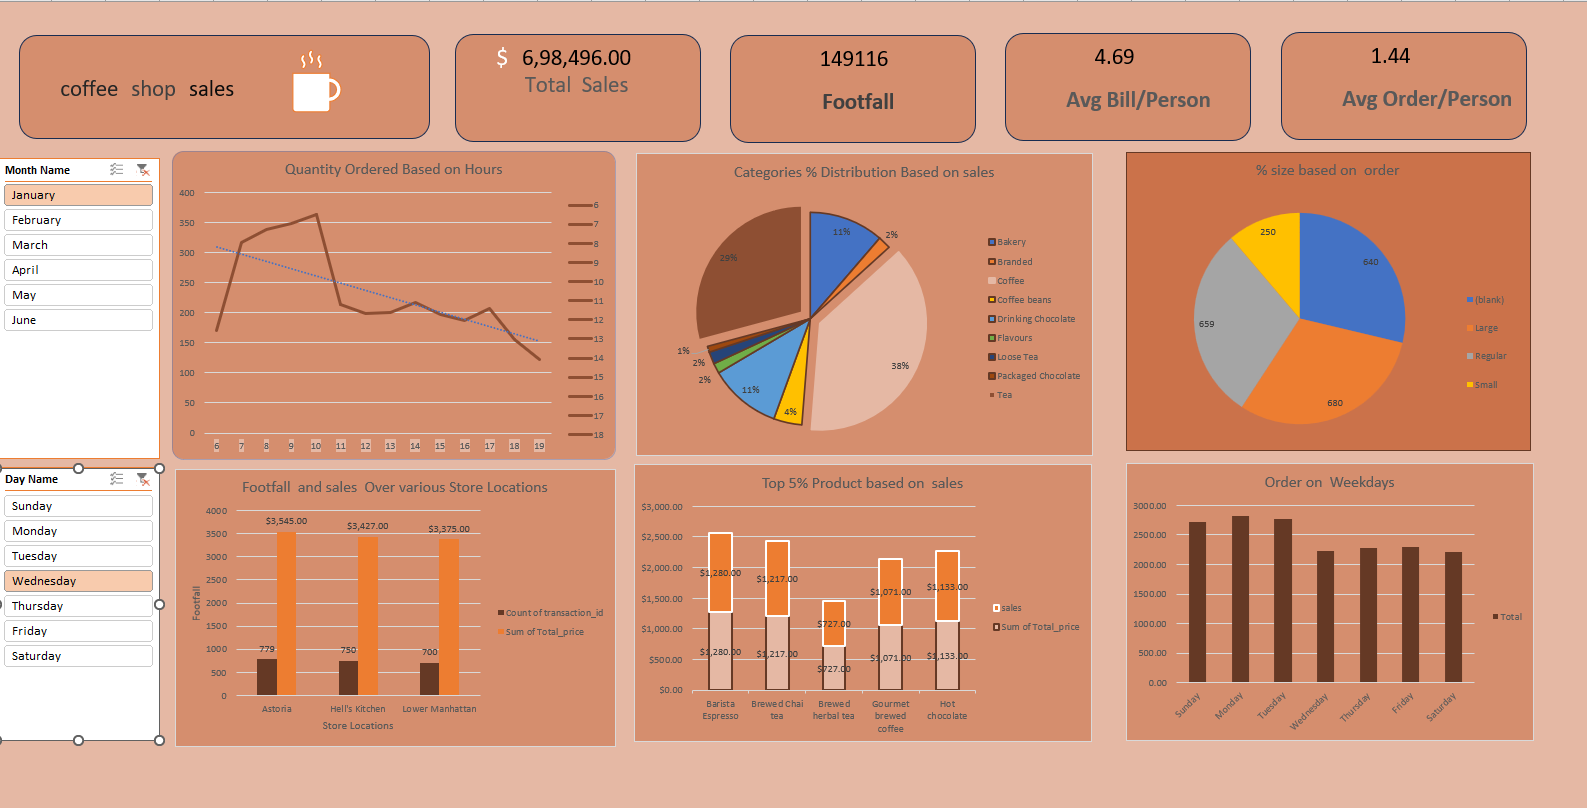 coffee shop sales
$ 6,98,496.00
Total Sales
149116
Footfall
4.69
Avg Bill/Person
1.44
Avg Order/Person
Month Name
January
February
March
April
May
June
Day Name
Sunday
Monday
Tuesday
Wednesday
Thursday
Friday
Saturday
Quantity Ordered Based on Hours
400
350
300
250
200
150
100
50
0
6 7 8 9 10 11 12 13 14 15 16 17 18 19
6
7
8
9
10
11
12
13
14
15
16
17
18
Categories % Distribution Based on sales
11%
2%
38%
4%
11%
2%
2%
1%
29%
Bakery
Branded
Coffee
Coffee beans
Drinking Chocolate
Flavours
Loose Tea
Packaged Chocolate
Tea
% size based on order
250
640
659
680
(blank)
Large
Regular
Small
Footfall and sales Over various Store Locations
4000
3500
3000
2500
2000
1500
1000
500
0
Footfall
$3,545.00
$3,427.00
$3,375.00
779
750
700
Astoria Hell's Kitchen Lower Manhattan
Store Locations
Count of transaction_id
Sum of Total_price
Top 5% Product based on sales
$3,000.00
$2,500.00
$2,000.00
$1,500.00
$1,000.00
$500.00
$0.00
$1,280.00 $1,217.00 $727.00 $1,071.00 $1,133.00
$1,280.00 $1,217.00 $727.00 $1,071.00 $1,133.00
Barista Espresso
Brewed Chai tea
Brewed herbal tea
Gourmet brewed coffee
Hot chocolate
sales
Sum of Total_price
Order on Weekdays
3000.00
2500.00
2000.00
1500.00
1000.00
500.00
0.00
Sunday Monday Tuesday Wednesday Thursday Friday Saturday
Total